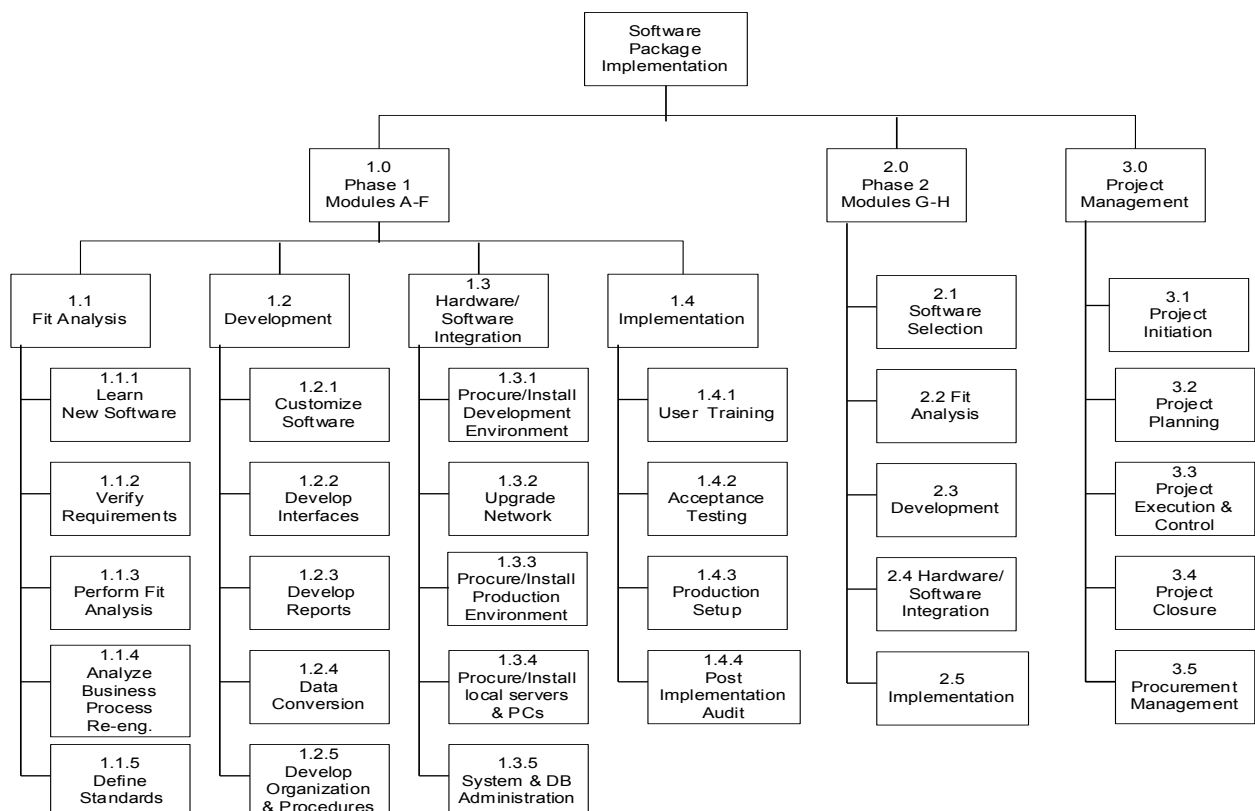 Software
Package
Implementation
1.0
Phase 1
Modules A-F
2.0
Phase 2
Modules G-H
3.0
Project
Management
1.1
Fit Analysis
1.2
Development
1.3
Hardware/
Software
Integration
1.4
Implementation
1.1.1
Learn
New Software
1.1.2
Verify
Requirements
1.1.3
Perform Fit
Analysis
1.1.4
Analyze
Business
Process
Re-eng.
1.1.5
Define
Standards
1.2.1
Customize
Software
1.2.2
Develop
Interfaces
1.2.3
Develop
Reports
1.2.4
Data
Conversion
1.2.5
Develop
Organization
& Procedures
1.3.1
Procure/Install
Development
Environment
1.3.2
Upgrade
Network
1.3.3
Procure/Install
Production
Environment
1.3.4
Procure/Install
local servers
& PCs
1.3.5
System & DB
Administration
1.4.1
User Training
1.4.2
Acceptance
Testing
1.4.3
Production
Setup
1.4.4
Post
Implementation
Audit
2.1
Software
Selection
2.2 Fit
Analysis
2.3
Development
2.4 Hardware/
Software
Integration
2.5
Implementation
3.1
Project
Initiation
3.2
Project
Planning
3.3
Project
Execution &
Control
3.4
Project
Closure
3.5
Procurement
Management